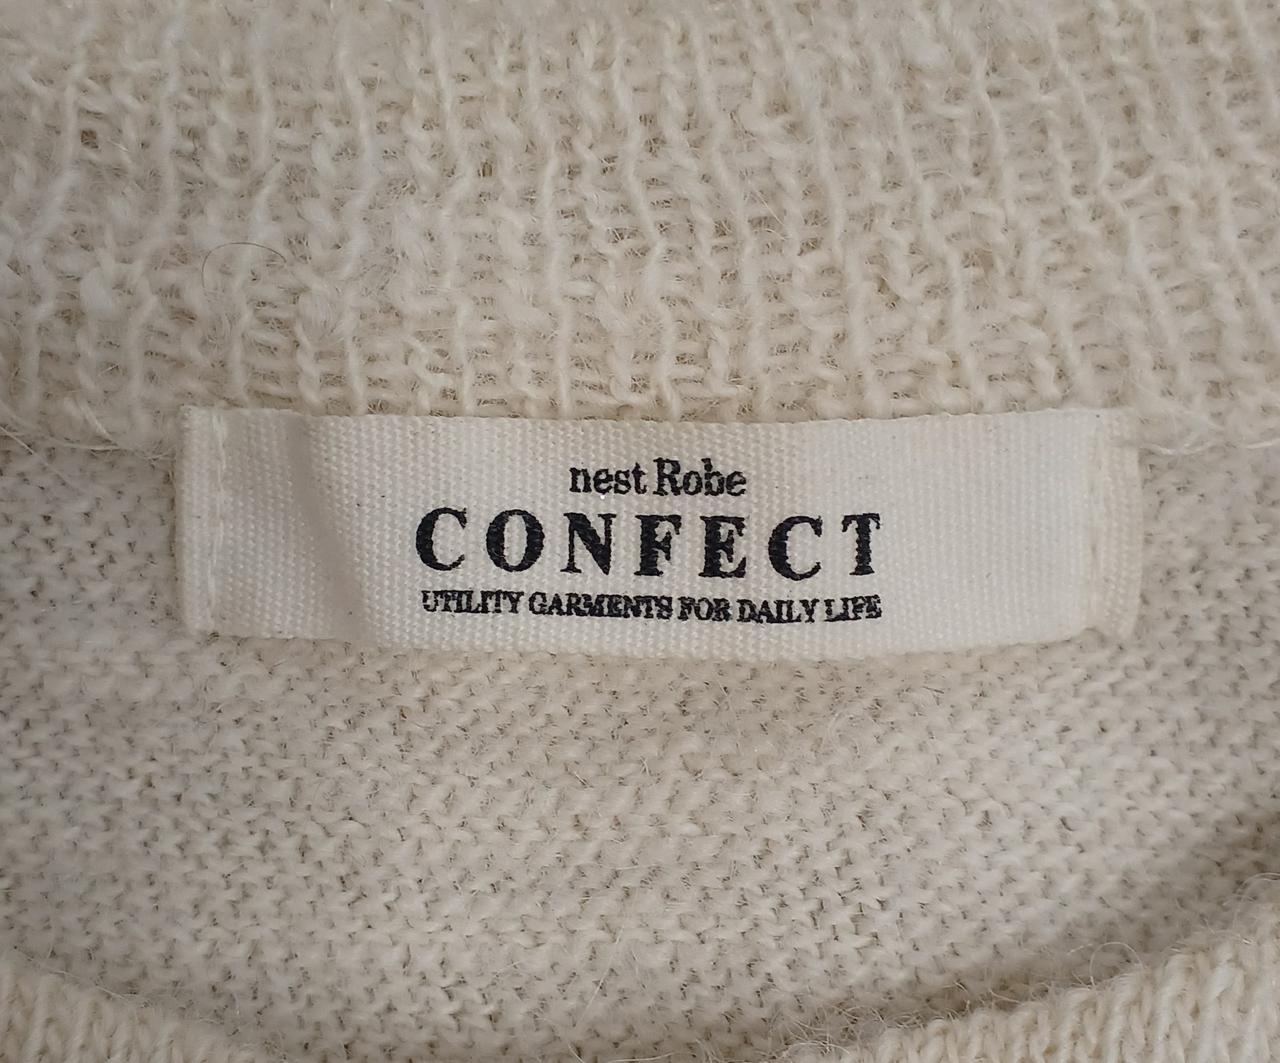 nest Robe
CONFECT
UTILITY GARMENTS FOR DAILY LIFE